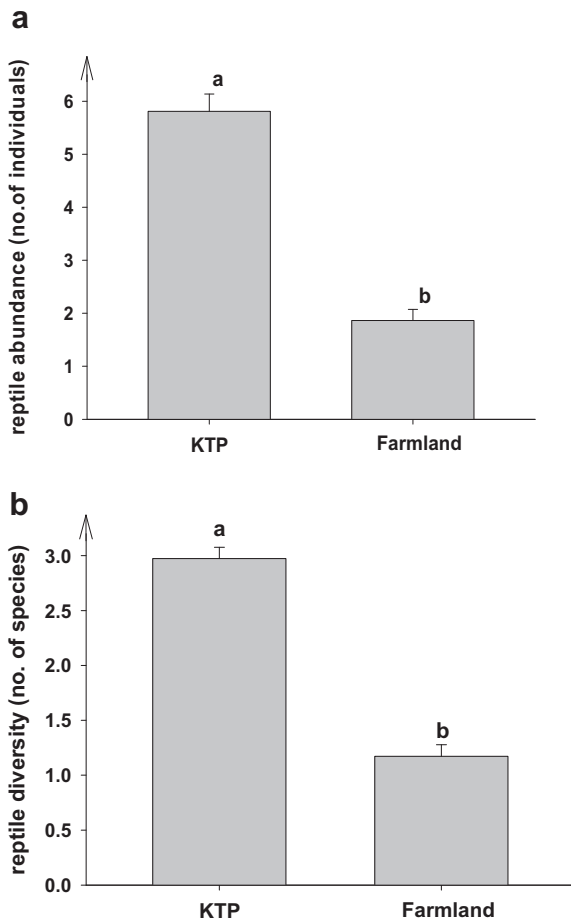 a
reptile abundance (no.of individuals)
6
5
4
3
2
1
0
a
b
KTP
Farmland
b
reptile diversity (no. of species)
3.0
2.5
2.0
1.5
1.0
0.5
0.0
a
b
KTP
Farmland